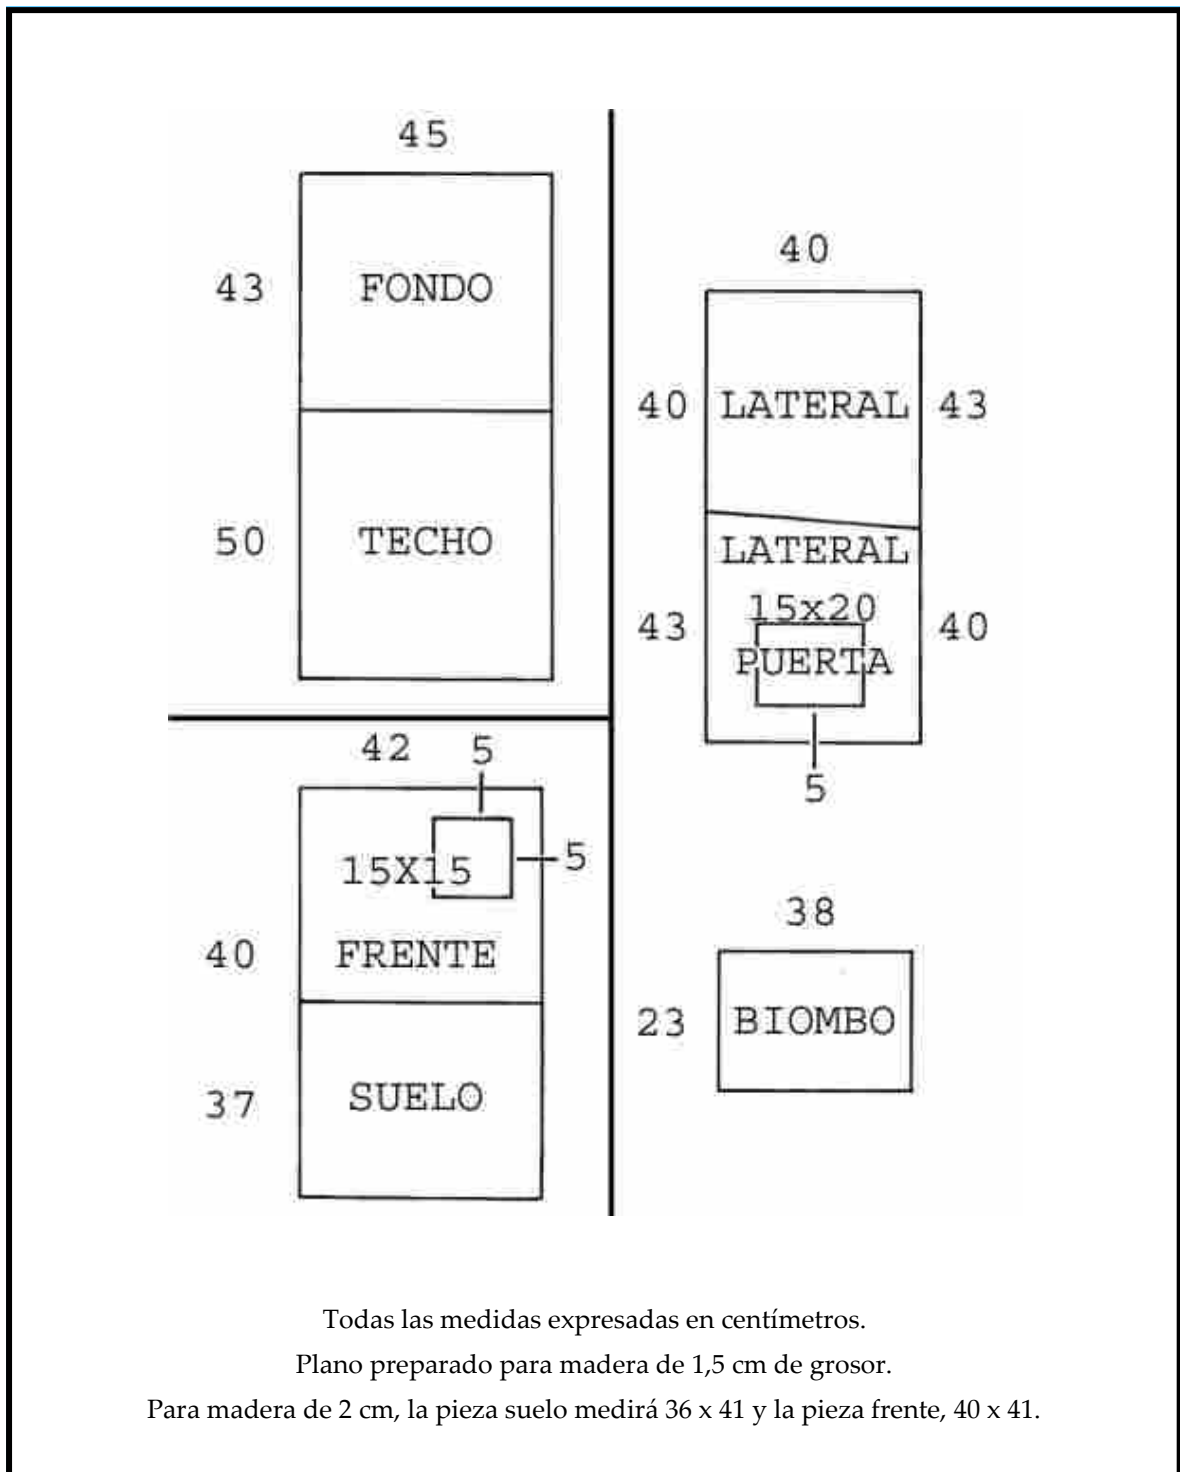 45
43
FONDO
50
TECHO
40
40 LATERAL 43
LATERAL
15x20
43 PUERTA 40
5
42 5
15X15 5
40 FRENTE
37 SUELO
38
23 BIOMBO
Todas las medidas expresadas en centímetros.
Plano preparado para madera de 1,5 cm de grosor.
Para madera de 2 cm, la pieza suelo medirá 36 x 41 y la pieza frente, 40 x 41.